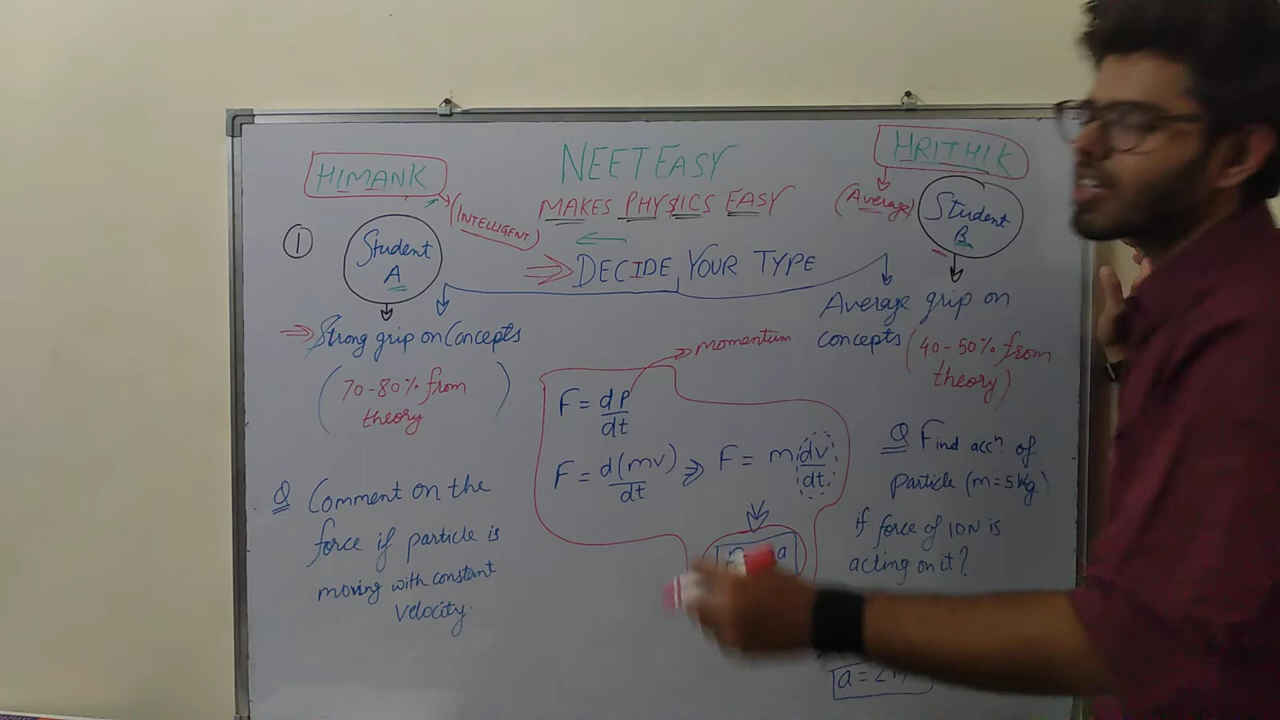 NEETEASY
MAKES PHYSICS EASY
DECIDE YOUR TYPE
HIMANK
(INTELLIGENT)
①
Student
A
Strong grip on Concepts
(70-80% from
theory)
Q Comment on the
force if particle is
moving with constant
velocity.
momentum
F = dP/dt
F = d(mv)/dt ⇒ F = m dv/dt
a
HRITHIK
(Average)
Student
B
Average grip on
concepts (40-50% from
theory)
Q Find accⁿ of
particle (m=5kg)
if force of 10N is
acting on it?
a = 2